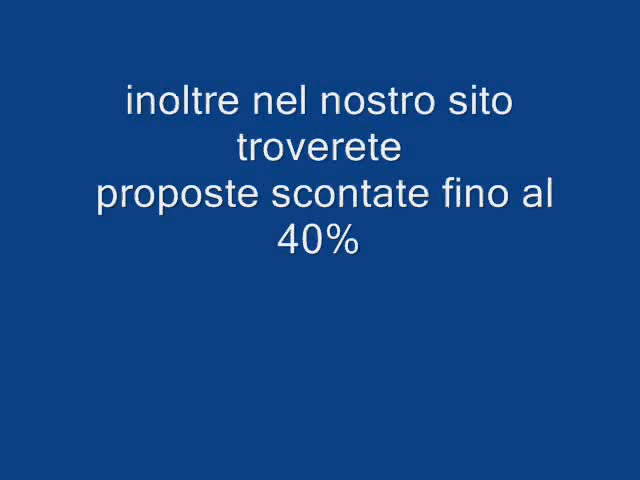 inoltre nel nostro sito
troverete
proposte scontate fino al
40%